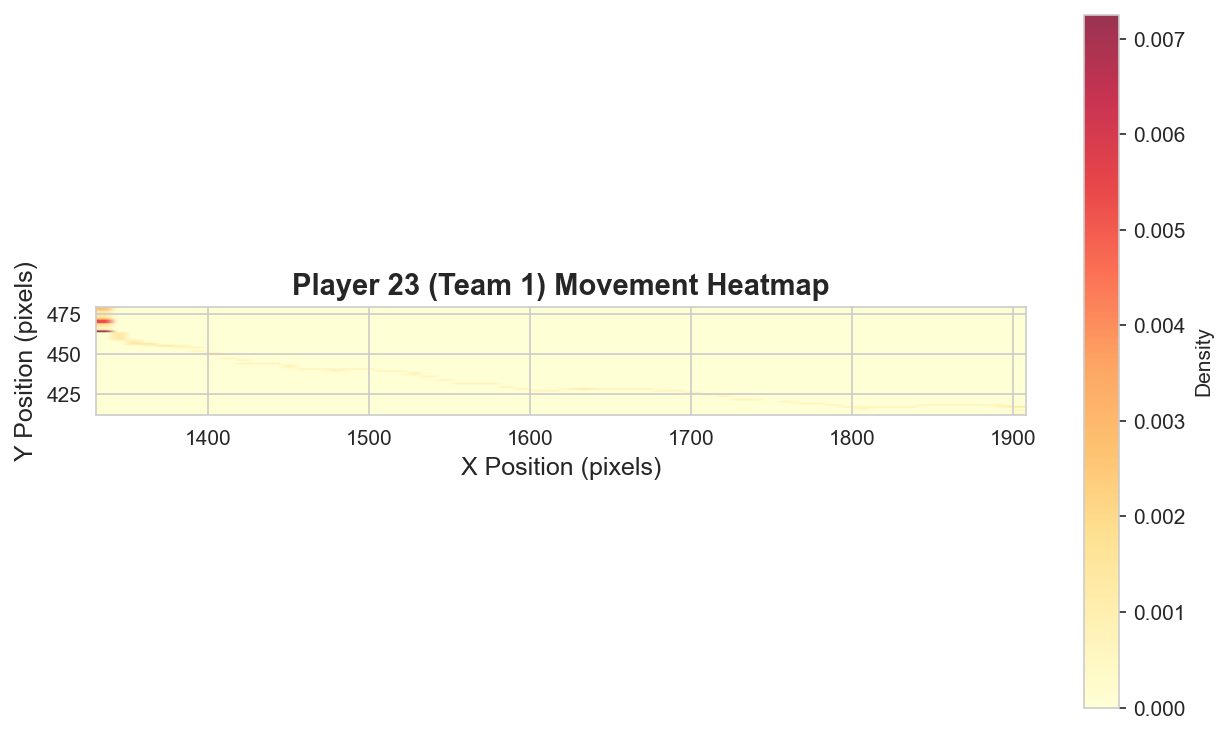 Player 23 (Team 1) Movement Heatmap
Y Position (pixels)
475
450
425
1400 1500 1600 1700 1800 1900
X Position (pixels)
0.007
0.006
0.005
0.004
0.003
0.002
0.001
0.000
Density